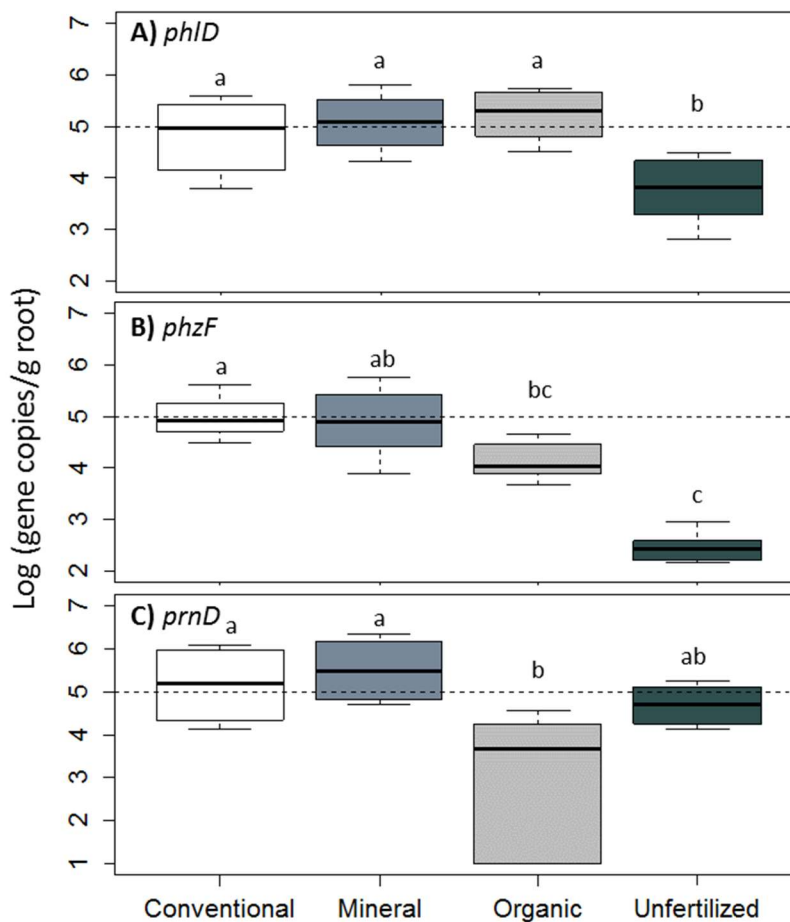 Log (gene copies/g root)
A) phlD
7
6
5
4
3
2
a
a
a
b
B) phzF
7
6
5
4
3
2
a
ab
bc
c
C) prnD
7
6
5
4
3
2
1
a
a
b
ab
Conventional
Mineral
Organic
Unfertilized